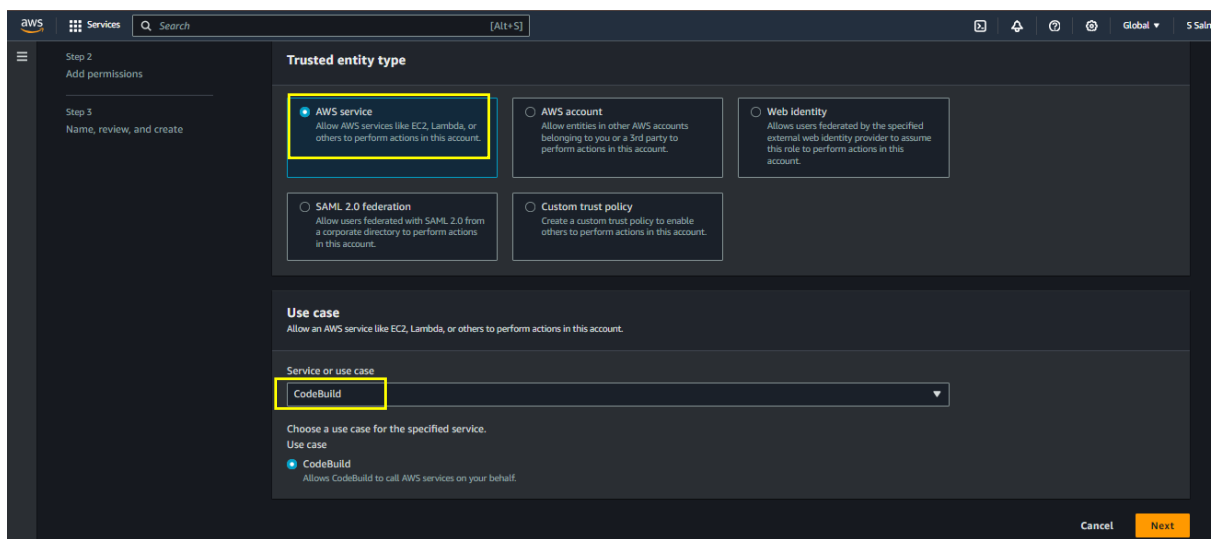 aws
Services
Search
[Alt+S]
Global
Step 2
Add permissions
Step 3
Name, review, and create
Trusted entity type
AWS service
Allow AWS services like EC2, Lambda, or
others to perform actions in this account.
AWS account
Allow entities in other AWS accounts
belonging to you or a 3rd party to
perform actions in this account.
Web identity
Allows users federated by the specified
external web identity provider to assume
this role to perform actions in this
account.
SAML 2.0 federation
Allow users federated with SAML 2.0 from
a corporate directory to perform actions
in this account.
Custom trust policy
Create a custom trust policy to enable
others to perform actions in this account.
Use case
Allow an AWS service like EC2, Lambda, or others to perform actions in this account.
Service or use case
CodeBuild
Choose a use case for the specified service.
Use case
CodeBuild
Allows CodeBuild to call AWS services on your behalf.
Cancel
Next